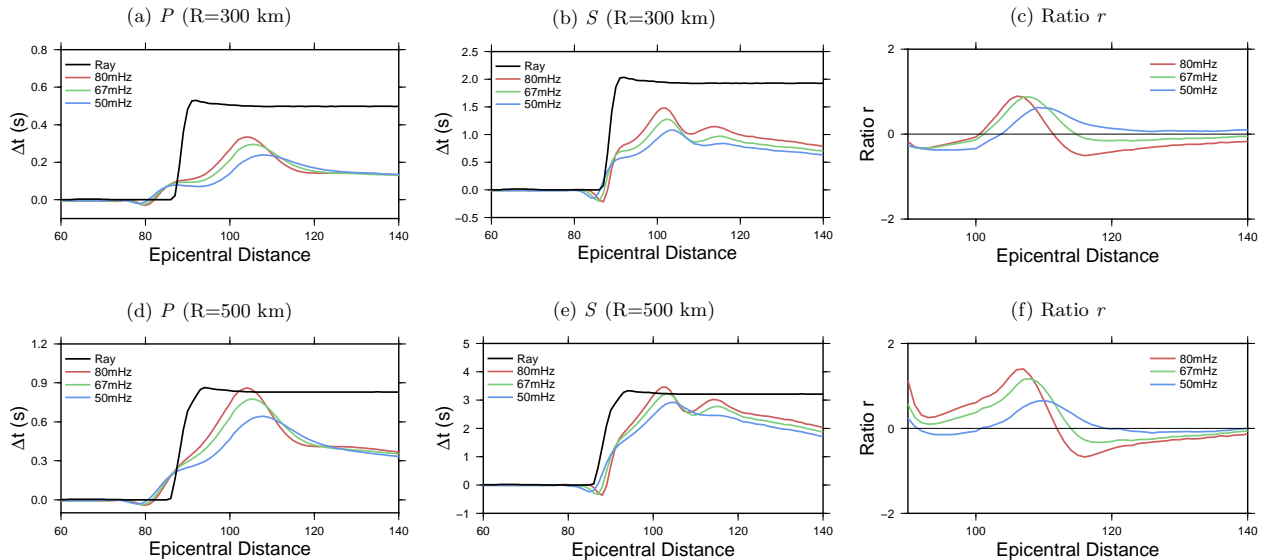 (a) P (R=300 km)
Δt (s)
0.8
0.6
0.4
0.2
0.0
Ray
80mHz
67mHz
50mHz
60 80 100 120 140
Epicentral Distance
(b) S (R=300 km)
Δt (s)
2.5
2.0
1.5
1.0
0.5
0.0
−0.5
Ray
80mHz
67mHz
50mHz
60 80 100 120 140
Epicentral Distance
(c) Ratio r
Ratio r
2
0
−2
80mHz
67mHz
50mHz
100 120 140
Epicentral Distance
(d) P (R=500 km)
Δt (s)
1.2
0.9
0.6
0.3
0.0
Ray
80mHz
67mHz
50mHz
60 80 100 120 140
Epicentral Distance
(e) S (R=500 km)
Δt (s)
5
4
3
2
1
0
−1
Ray
80mHz
67mHz
50mHz
60 80 100 120 140
Epicentral Distance
(f) Ratio r
Ratio r
2
0
−2
80mHz
67mHz
50mHz
100 120 140
Epicentral Distance